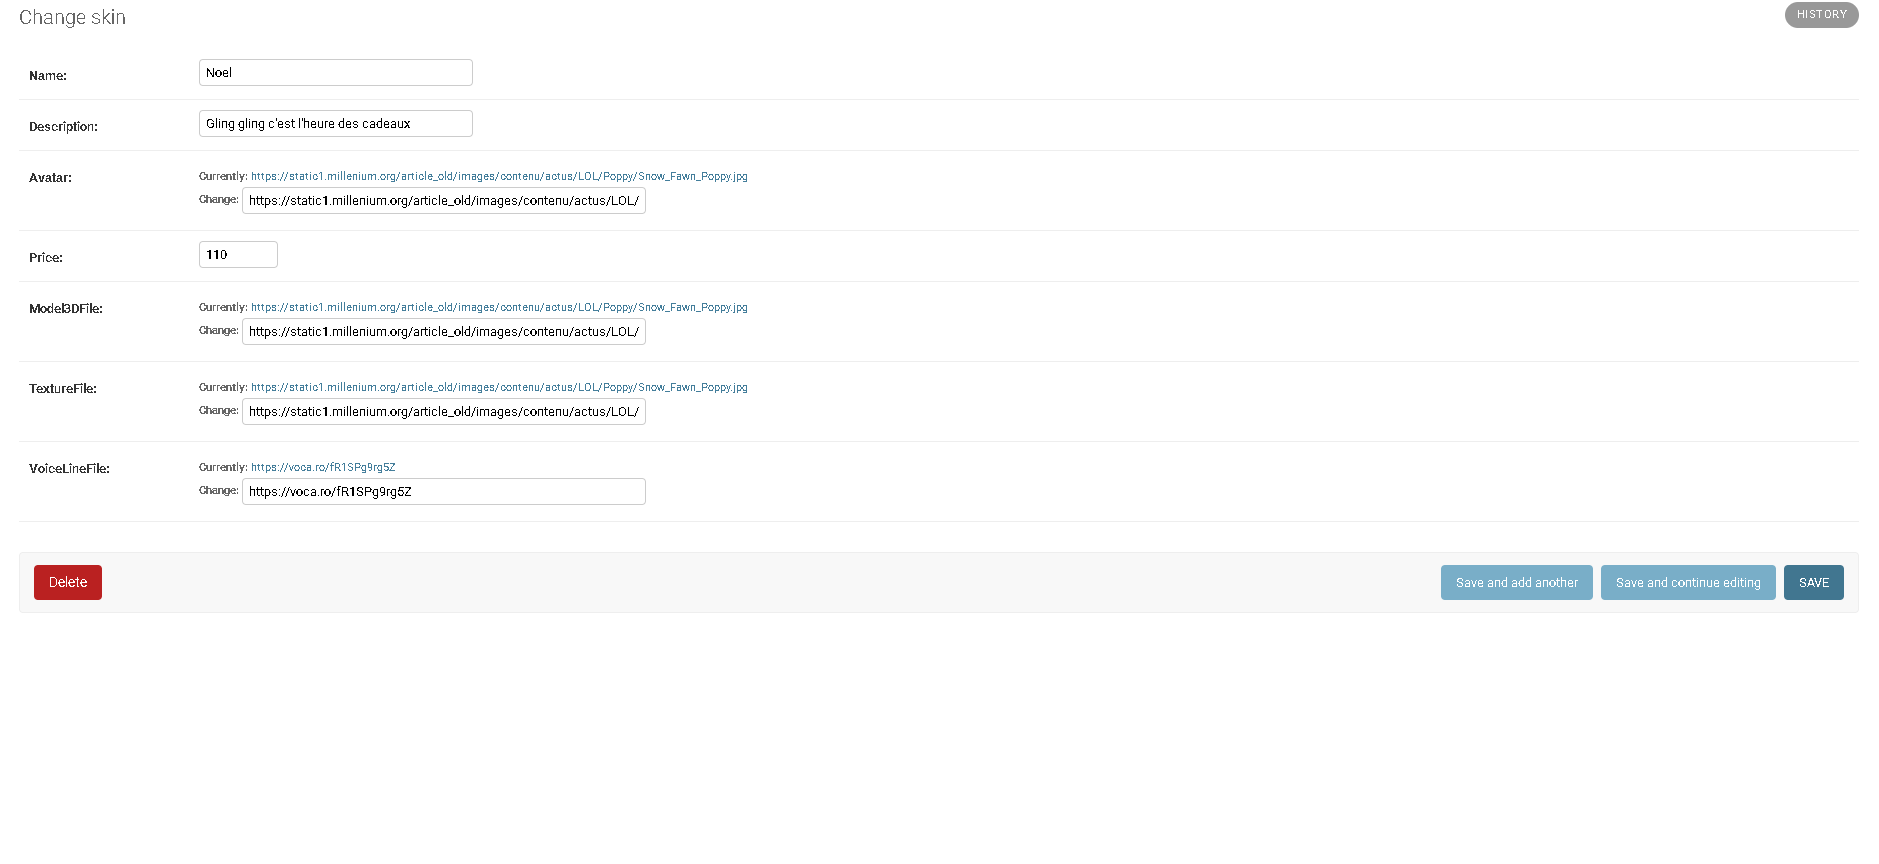 Change skin
HISTORY
Name:
Noel
Description:
Gling gling c'est l'heure des cadeaux
Avatar:
Currently: https://static1.millenium.org/article_old/images/contenu/actus/LOL/Poppy/Snow_Fawn_Poppy.jpg
Change: https://static1.millenium.org/article_old/images/contenu/actus/LOL/
Price:
110
Model3DFile:
Currently: https://static1.millenium.org/article_old/images/contenu/actus/LOL/Poppy/Snow_Fawn_Poppy.jpg
Change: https://static1.millenium.org/article_old/images/contenu/actus/LOL/
TextureFile:
Currently: https://static1.millenium.org/article_old/images/contenu/actus/LOL/Poppy/Snow_Fawn_Poppy.jpg
Change: https://static1.millenium.org/article_old/images/contenu/actus/LOL/
VoiceLineFile:
Currently: https://voca.ro/fR1SPg9rg5Z
Change: https://voca.ro/fR1SPg9rg5Z
Delete
Save and add another
Save and continue editing
SAVE